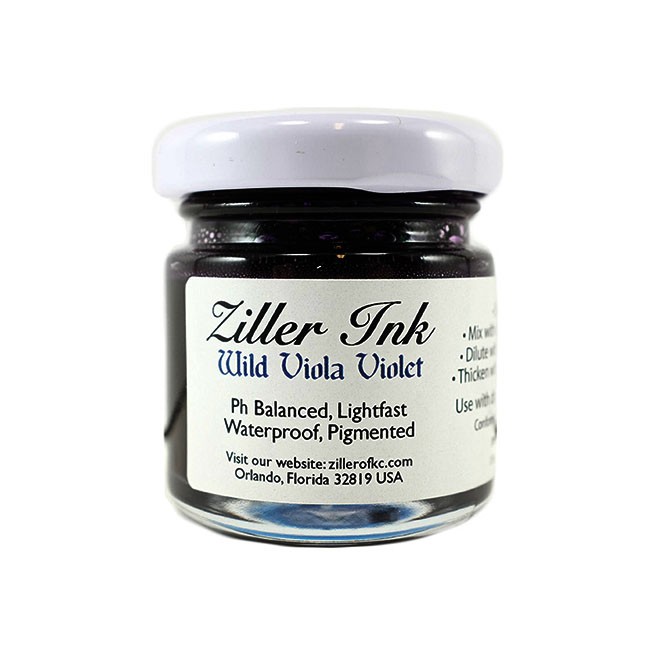 Ziller Ink
Wild Viola Violet
Ph Balanced, Lightfast
Waterproof, Pigmented
Visit our website: zillerofkc.com
Orlando, Florida 32819 USA
• Mix with
• Dilute
• Thicken
Use with